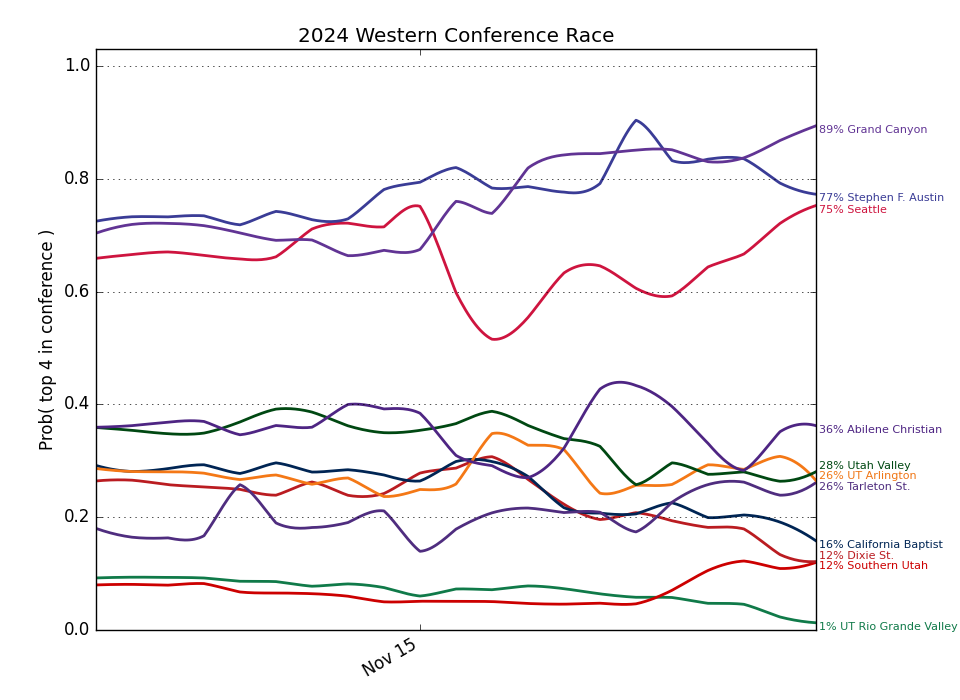 2024 Western Conference Race
Prob( top 4 in conference )
1.0
0.8
0.6
0.4
0.2
0.0
Nov 15
89% Grand Canyon
77% Stephen F. Austin
75% Seattle
36% Abilene Christian
28% Utah Valley
26% UT Arlington
26% Tarleton St.
16% California Baptist
12% Dixie St.
12% Southern Utah
1% UT Rio Grande Valley